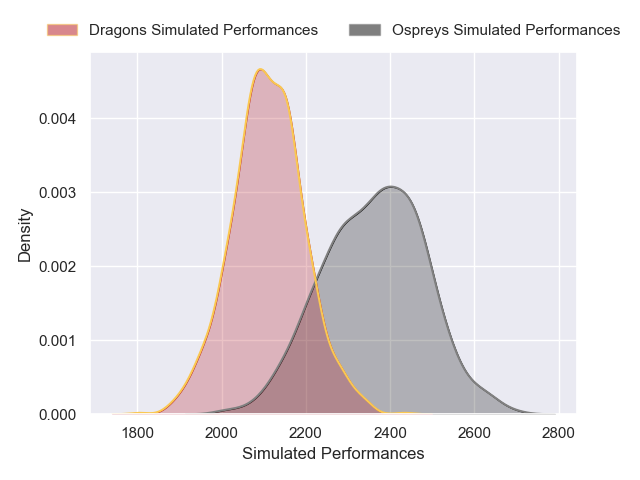 Dragons Simulated Performances Ospreys Simulated Performances
0.004
0.003
0.002
0.001
0.000
Density
1800 2000 2200 2400 2600 2800
Simulated Performances